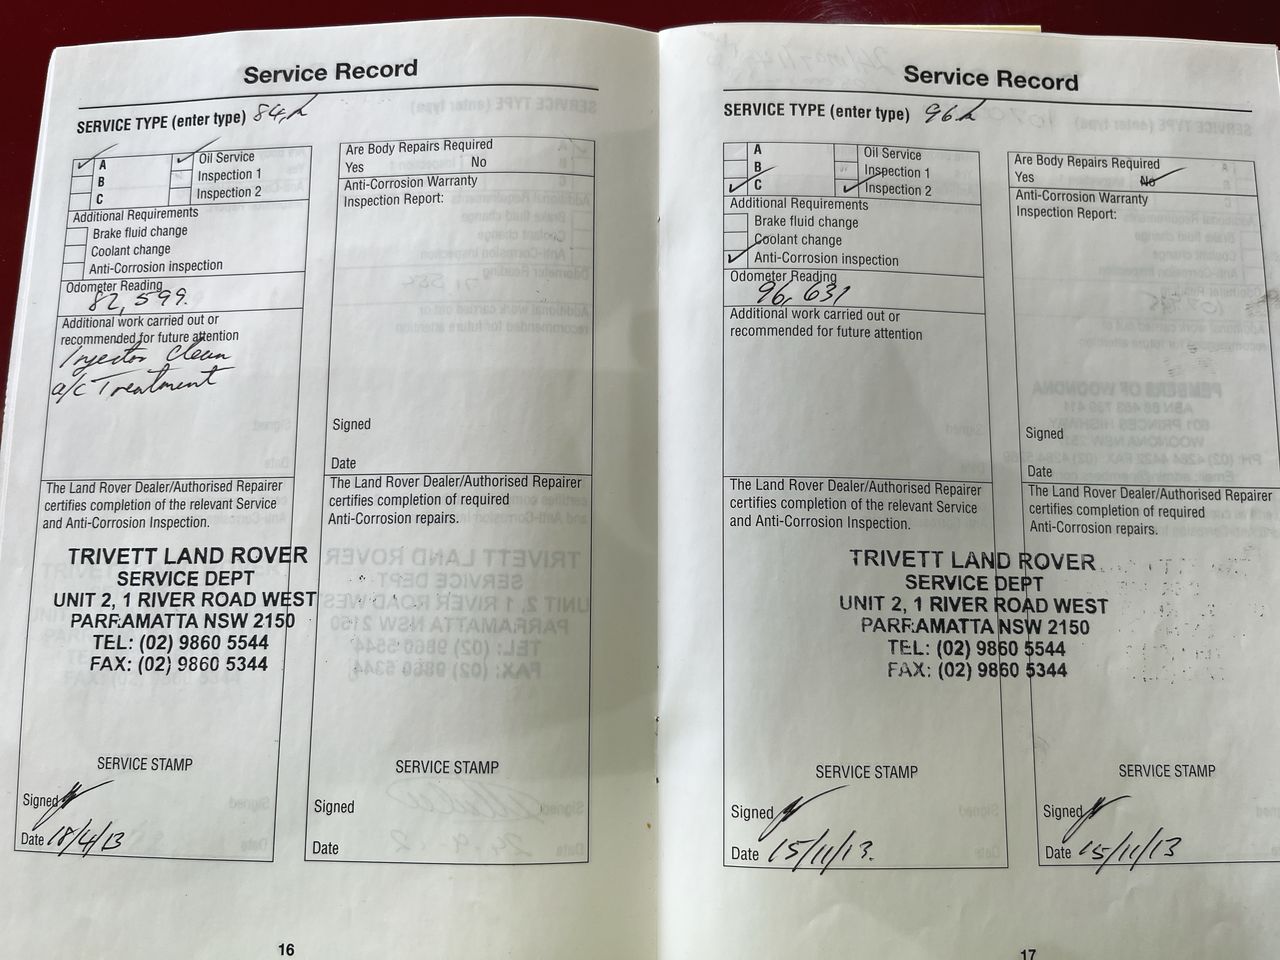 Service Record
SERVICE TYPE (enter type) 84,k
A
B
C
Oil Service
Inspection 1
Inspection 2
Additional Requirements
Brake fluid change
Coolant change
Anti-Corrosion inspection
Odometer Reading
82,599.
Additional work carried out or
recommended for future attention
Injector Clean
a/c Treatment
The Land Rover Dealer/Authorised Repairer
certifies completion of the relevant Service
and Anti-Corrosion Inspection.
TRIVETT LAND ROVER
SERVICE DEPT
UNIT 2, 1 RIVER ROAD WEST
PARRAMATTA NSW 2150
TEL: (02) 9860 5544
FAX: (02) 9860 5344
SERVICE STAMP
Signed
Date 18/4/13
Are Body Repairs Required
Yes No
Anti-Corrosion Warranty
Inspection Report:
Signed
Date
The Land Rover Dealer/Authorised Repairer
certifies completion of required
Anti-Corrosion repairs.
SERVICE STAMP
Signed
Date
16
Service Record
SERVICE TYPE (enter type) 96k
A
B
C
Oil Service
Inspection 1
Inspection 2
Additional Requirements
Brake fluid change
Coolant change
Anti-Corrosion inspection
Odometer Reading
96,631
Additional work carried out or
recommended for future attention
The Land Rover Dealer/Authorised Repairer
certifies completion of the relevant Service
and Anti-Corrosion Inspection.
TRIVETT LAND ROVER
SERVICE DEPT
UNIT 2, 1 RIVER ROAD WEST
PARRAMATTA NSW 2150
TEL: (02) 9860 5544
FAX: (02) 9860 5344
SERVICE STAMP
Signed
Date 15/11/13.
Are Body Repairs Required
Yes No
Anti-Corrosion Warranty
Inspection Report:
Signed
Date
The Land Rover Dealer/Authorised Repairer
certifies completion of required
Anti-Corrosion repairs.
SERVICE STAMP
Signed
Date 15/11/13
17